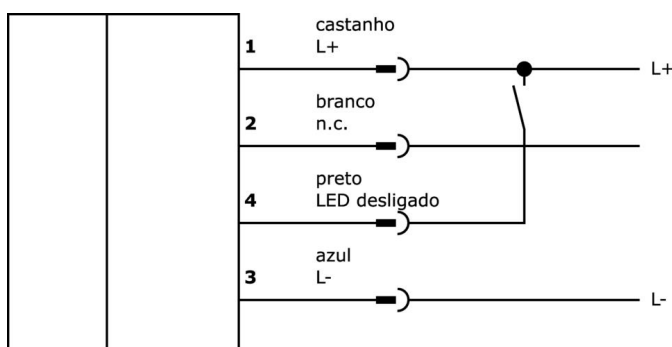 castanho
1 L+ L+
branco
2 n.c.
preto
4 LED desligado
azul
3 L- L-